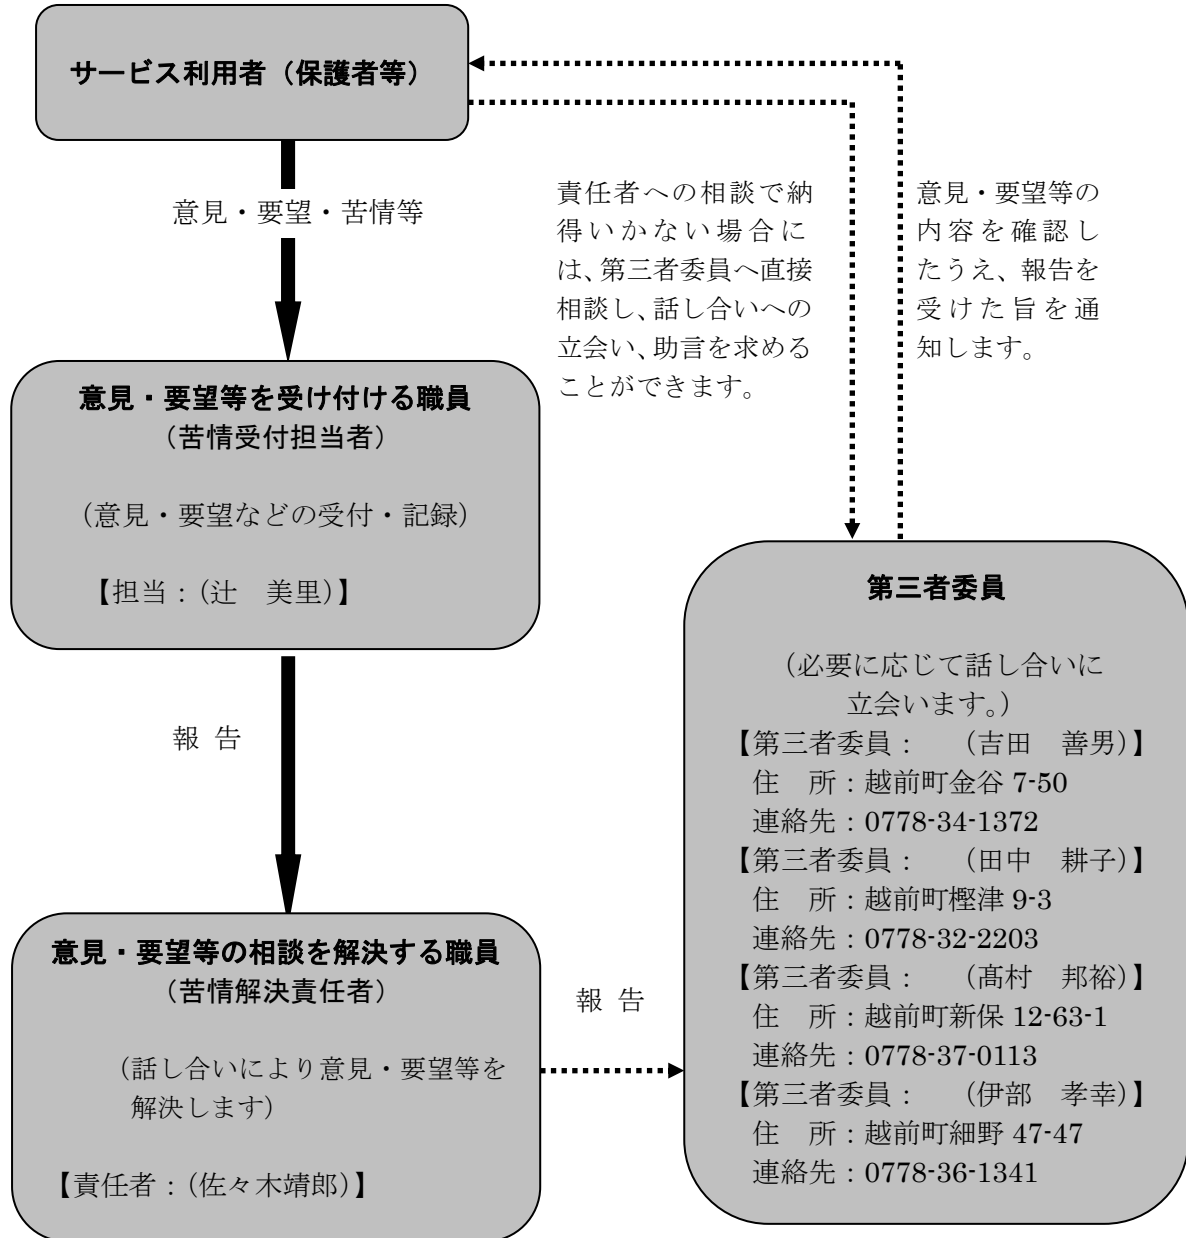 サービス利用者（保護者等）
意見・要望・苦情等
責任者への相談で納
得いかない場合に
は、第三者委員へ直接
相談し、話し合いへの
立会い、助言を求める
ことができます。
意見・要望等の
内容を確認し
たうえ、報告を
受けた旨を通
知します。
意見・要望等を受け付ける職員
（苦情受付担当者）
（意見・要望などの受付・記録）
【担当：（辻　美里）】
報 告
意見・要望等の相談を解決する職員
（苦情解決責任者）
（話し合いにより意見・要望等を
解決します）
【責任者：（佐々木靖郎）】
報 告
第三者委員
（必要に応じて話し合いに
立会います。）
【第三者委員：　（吉田　善男）】
住　所：越前町金谷 7-50
連絡先：0778-34-1372
【第三者委員：　（田中　耕子）】
住　所：越前町樫津 9-3
連絡先：0778-32-2203
【第三者委員：　（髙村　邦裕）】
住　所：越前町新保 12-63-1
連絡先：0778-37-0113
【第三者委員：　（伊部　孝幸）】
住　所：越前町細野 47-47
連絡先：0778-36-1341